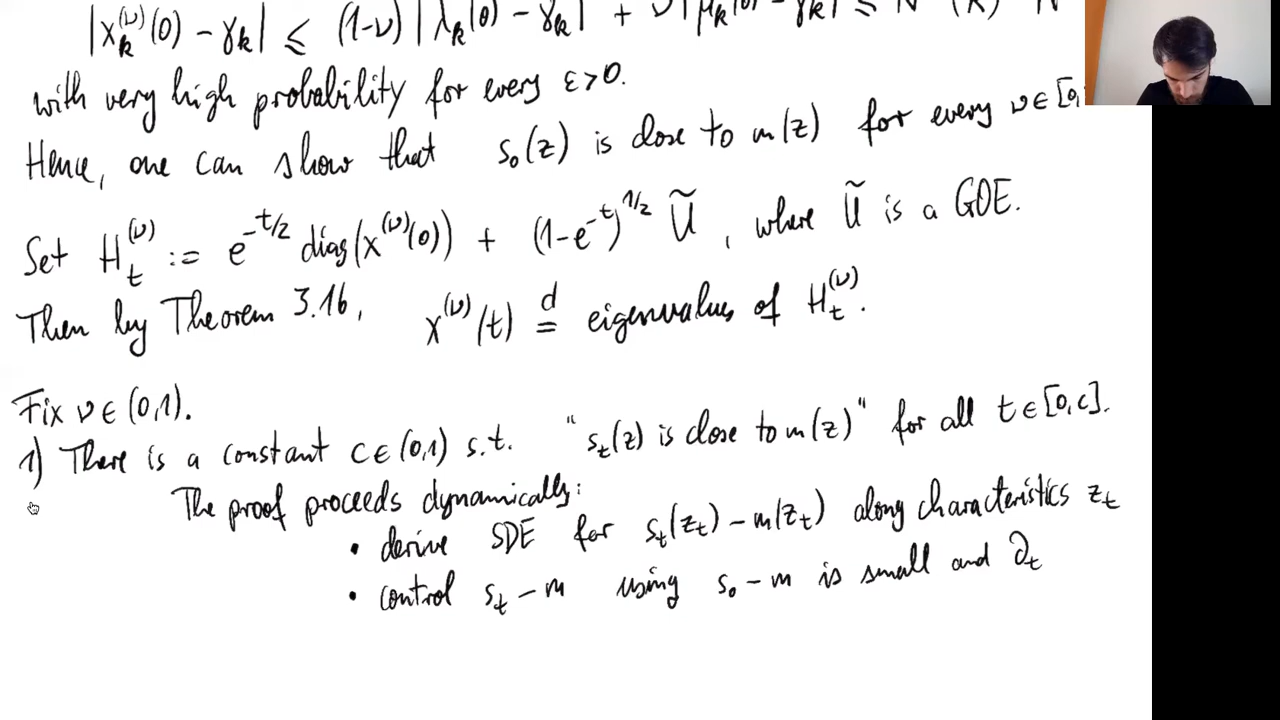 |x_k^{(ν)}(0) − γ_k| ≤ (1−ν) |λ_k(0) − γ_k| + ν |μ_k(0) − γ_k| ≤
with very high probability for every ε>0.
Hence, one can show that s_0(z) is close to m(z) for every ν ∈ [0,
Set H_t^{(ν)} := e^{-t/2} diag(x^{(ν)}(0)) + (1−e^{-t})^{1/2} Ũ , where Ũ is a GOE.
Then by Theorem 3.16, x^{(ν)}(t) \overset{d}{=} eigenvalues of H_t^{(ν)}.
Fix ν ∈ (0,1).
1) There is a constant c ∈ (0,1) s.t. "s_t(z) is close to m(z)" for all t ∈ [0,c].
The proof proceeds dynamically:
• derive SDE for s_t(z_t) − m(z_t) along characteristics z_t
• control s_t − m using s_0 − m is small and ∂_t